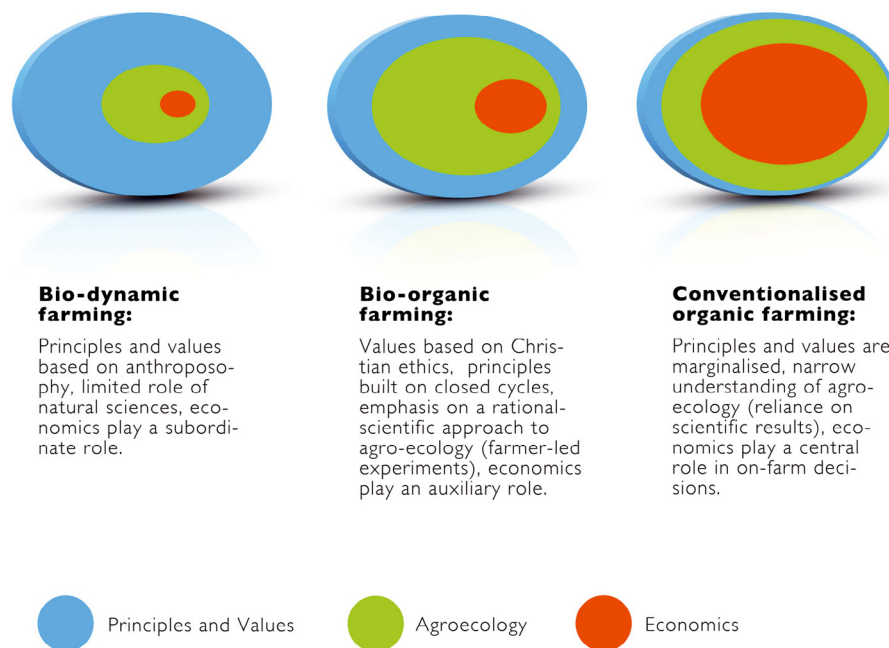 Bio-dynamic
farming:
Principles and values
based on anthroposo-
phy, limited role of
natural sciences, eco-
nomics play a subordi-
nate role.
Bio-organic
farming:
Values based on Chris-
tian ethics, principles
built on closed cycles,
emphasis on a rational-
scientific approach to
agro-ecology (farmer-led
experiments), economics
play an auxiliary role.
Conventionalised
organic farming:
Principles and values are
marginalised, narrow
understanding of agro-
ecology (reliance on
scientific results), eco-
nomics play a central
role in on-farm deci-
sions.
Principles and Values
Agroecology
Economics